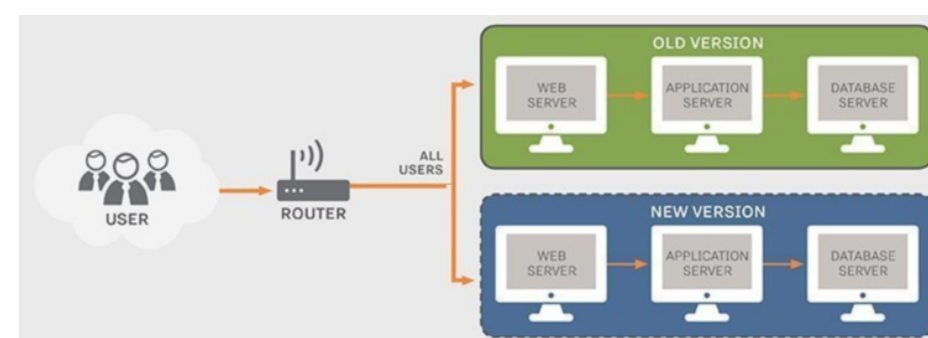 OLD VERSION
WEB
SERVER
APPLICATION
SERVER
DATABASE
SERVER
ALL
USERS
USER
ROUTER
NEW VERSION
WEB
SERVER
APPLICATION
SERVER
DATABASE
SERVER